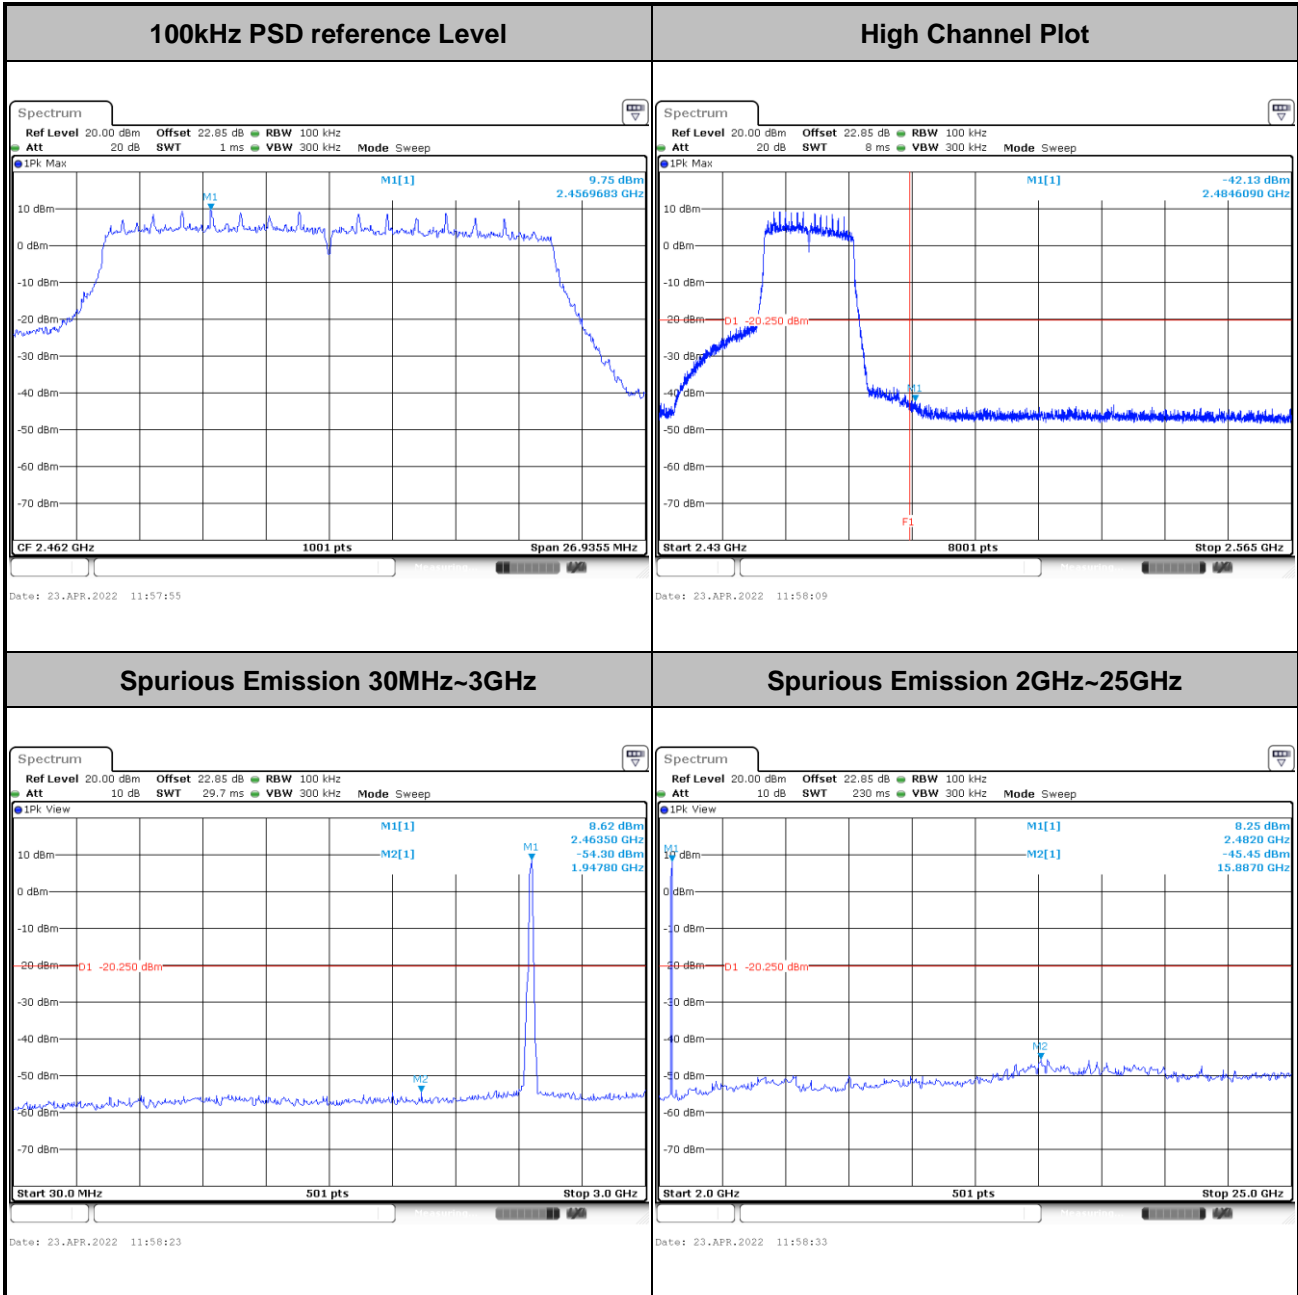 100kHz PSD reference Level
High Channel Plot
Spectrum
Ref Level 20.00 dBm Offset 22.85 dB RBW 100 kHz
Att 20 dB SWT 1 ms VBW 300 kHz Mode Sweep
1Pk Max
M1[1] 9.75 dBm
2.4569683 GHz
M1
10 dBm
0 dBm
-10 dBm
-20 dBm
-30 dBm
-40 dBm
-50 dBm
-60 dBm
-70 dBm
CF 2.462 GHz 1001 pts Span 26.9355 MHz
Measuring
Date: 23.APR.2022 11:57:55
Spectrum
Ref Level 20.00 dBm Offset 22.85 dB RBW 100 kHz
Att 20 dB SWT 8 ms VBW 300 kHz Mode Sweep
1Pk Max
M1[1] -42.13 dBm
2.4846090 GHz
10 dBm
0 dBm
-10 dBm
-20 dBm
D1 -20.250 dBm
-30 dBm
-40 dBm
M1
-50 dBm
-60 dBm
-70 dBm
F1
Start 2.43 GHz 8001 pts Stop 2.565 GHz
Measuring
Date: 23.APR.2022 11:58:09
Spurious Emission 30MHz~3GHz
Spurious Emission 2GHz~25GHz
Spectrum
Ref Level 20.00 dBm Offset 22.85 dB RBW 100 kHz
Att 10 dB SWT 29.7 ms VBW 300 kHz Mode Sweep
1Pk View
M1[1] 8.62 dBm
2.46350 GHz
M2[1] -54.30 dBm
1.94780 GHz
M1
10 dBm
0 dBm
-10 dBm
-20 dBm
D1 -20.250 dBm
-30 dBm
-40 dBm
-50 dBm
M2
-60 dBm
-70 dBm
Start 30.0 MHz 501 pts Stop 3.0 GHz
Measuring
Date: 23.APR.2022 11:58:23
Spectrum
Ref Level 20.00 dBm Offset 22.85 dB RBW 100 kHz
Att 10 dB SWT 230 ms VBW 300 kHz Mode Sweep
1Pk View
M1[1] 8.25 dBm
2.4820 GHz
M2[1] -45.45 dBm
15.8870 GHz
M1
10 dBm
0 dBm
-10 dBm
-20 dBm
D1 -20.250 dBm
-30 dBm
-40 dBm
M2
-50 dBm
-60 dBm
-70 dBm
Start 2.0 GHz 501 pts Stop 25.0 GHz
Measuring
Date: 23.APR.2022 11:58:33